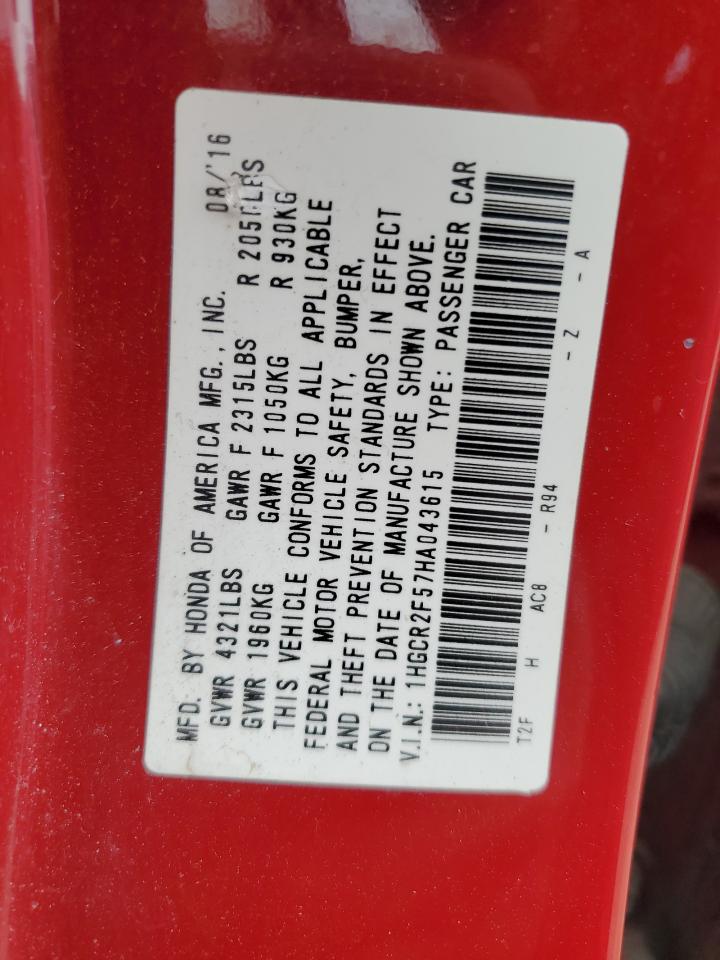 MFD. BY HONDA OF AMERICA MFG., INC. 08/'16
GVWR 4321LBS GAWR F 2315LBS R 2050LBS
GVWR 1960KG GAWR F 1050KG R 930KG
THIS VEHICLE CONFORMS TO ALL APPLICABLE
FEDERAL MOTOR VEHICLE SAFETY, BUMPER,
AND THEFT PREVENTION STANDARDS IN EFFECT
ON THE DATE OF MANUFACTURE SHOWN ABOVE.
V.I.N.: 1HGCR2F57HA043615 TYPE: PASSENGER CAR
T2F H AC8 - R94 - Z - A